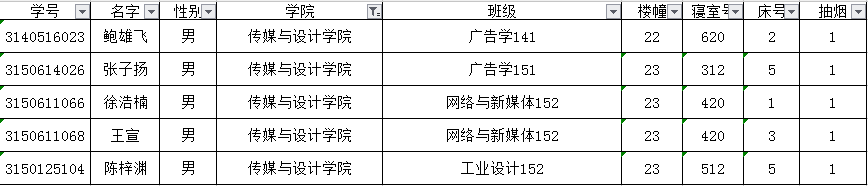 学号 名字 性别 学院 班级 楼幢 寝室号 床号 抽烟
3140516023 鲍雄飞 男 传媒与设计学院 广告学141 22 620 2 1
3150614026 张子扬 男 传媒与设计学院 广告学151 23 312 5 1
3150611066 徐浩楠 男 传媒与设计学院 网络与新媒体152 23 420 1 1
3150611068 王宣 男 传媒与设计学院 网络与新媒体152 23 420 3 1
3150125104 陈梓渊 男 传媒与设计学院 工业设计152 23 512 5 1